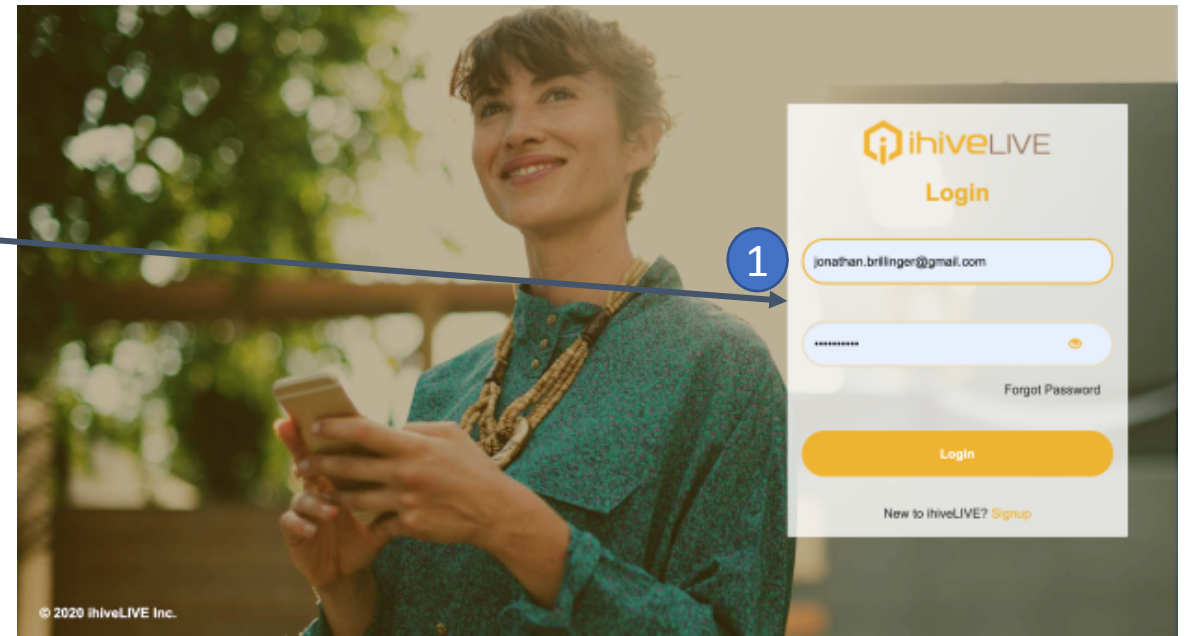 ihiveLIVE
Login
1
jonathan.brillinger@gmail.com
••••••••••
Forgot Password
Login
New to ihiveLIVE? Signup
© 2020 ihiveLIVE Inc.